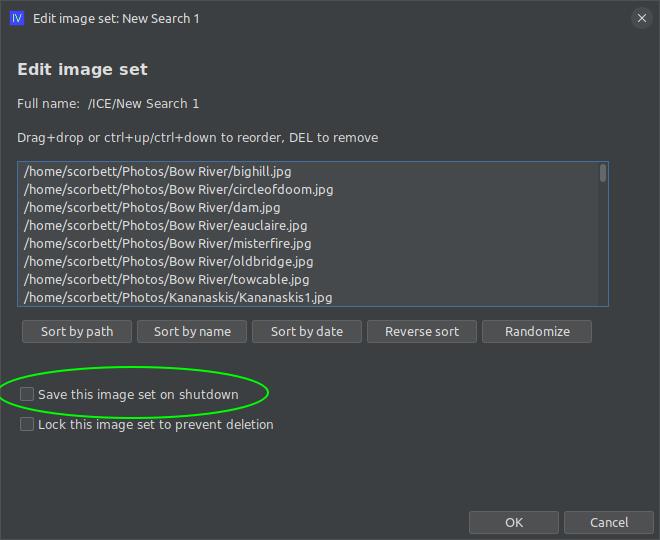 IV Edit image set: New Search 1
Edit image set
Full name: /ICE/New Search 1
Drag+drop or ctrl+up/ctrl+down to reorder, DEL to remove
/home/scorbett/Photos/Bow River/bighill.jpg
/home/scorbett/Photos/Bow River/circleofdoom.jpg
/home/scorbett/Photos/Bow River/dam.jpg
/home/scorbett/Photos/Bow River/eauclaire.jpg
/home/scorbett/Photos/Bow River/misterfire.jpg
/home/scorbett/Photos/Bow River/oldbridge.jpg
/home/scorbett/Photos/Bow River/towcable.jpg
/home/scorbett/Photos/Kananaskis/Kananaskis1.jpg
Sort by path Sort by name Sort by date Reverse sort Randomize
Save this image set on shutdown
Lock this image set to prevent deletion
OK Cancel